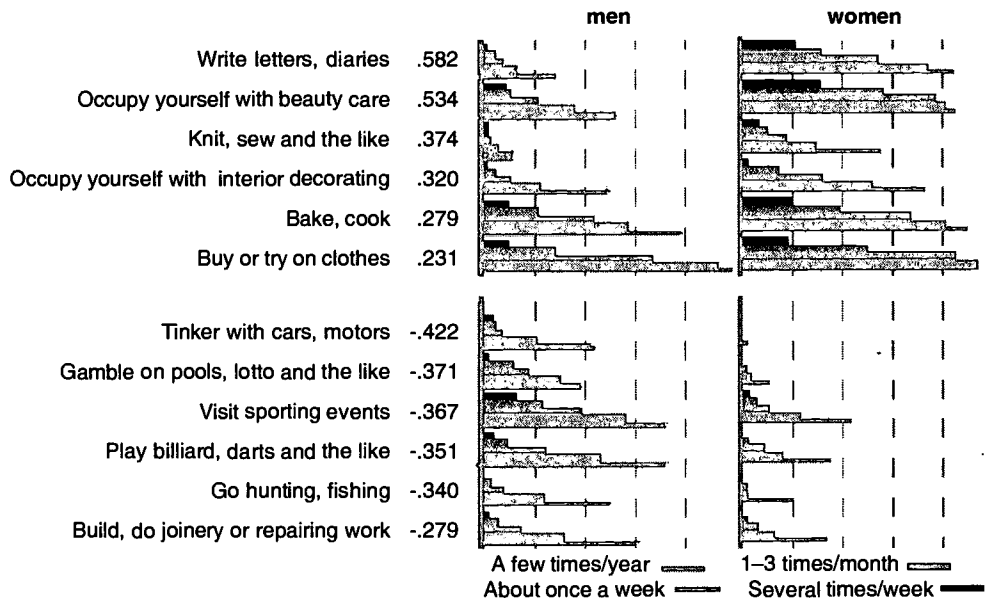 men women
Write letters, diaries .582
Occupy yourself with beauty care .534
Knit, sew and the like .374
Occupy yourself with interior decorating .320
Bake, cook .279
Buy or try on clothes .231
Tinker with cars, motors -.422
Gamble on pools, lotto and the like -.371
Visit sporting events -.367
Play billiard, darts and the like -.351
Go hunting, fishing -.340
Build, do joinery or repairing work -.279
A few times/year 1–3 times/month
About once a week Several times/week